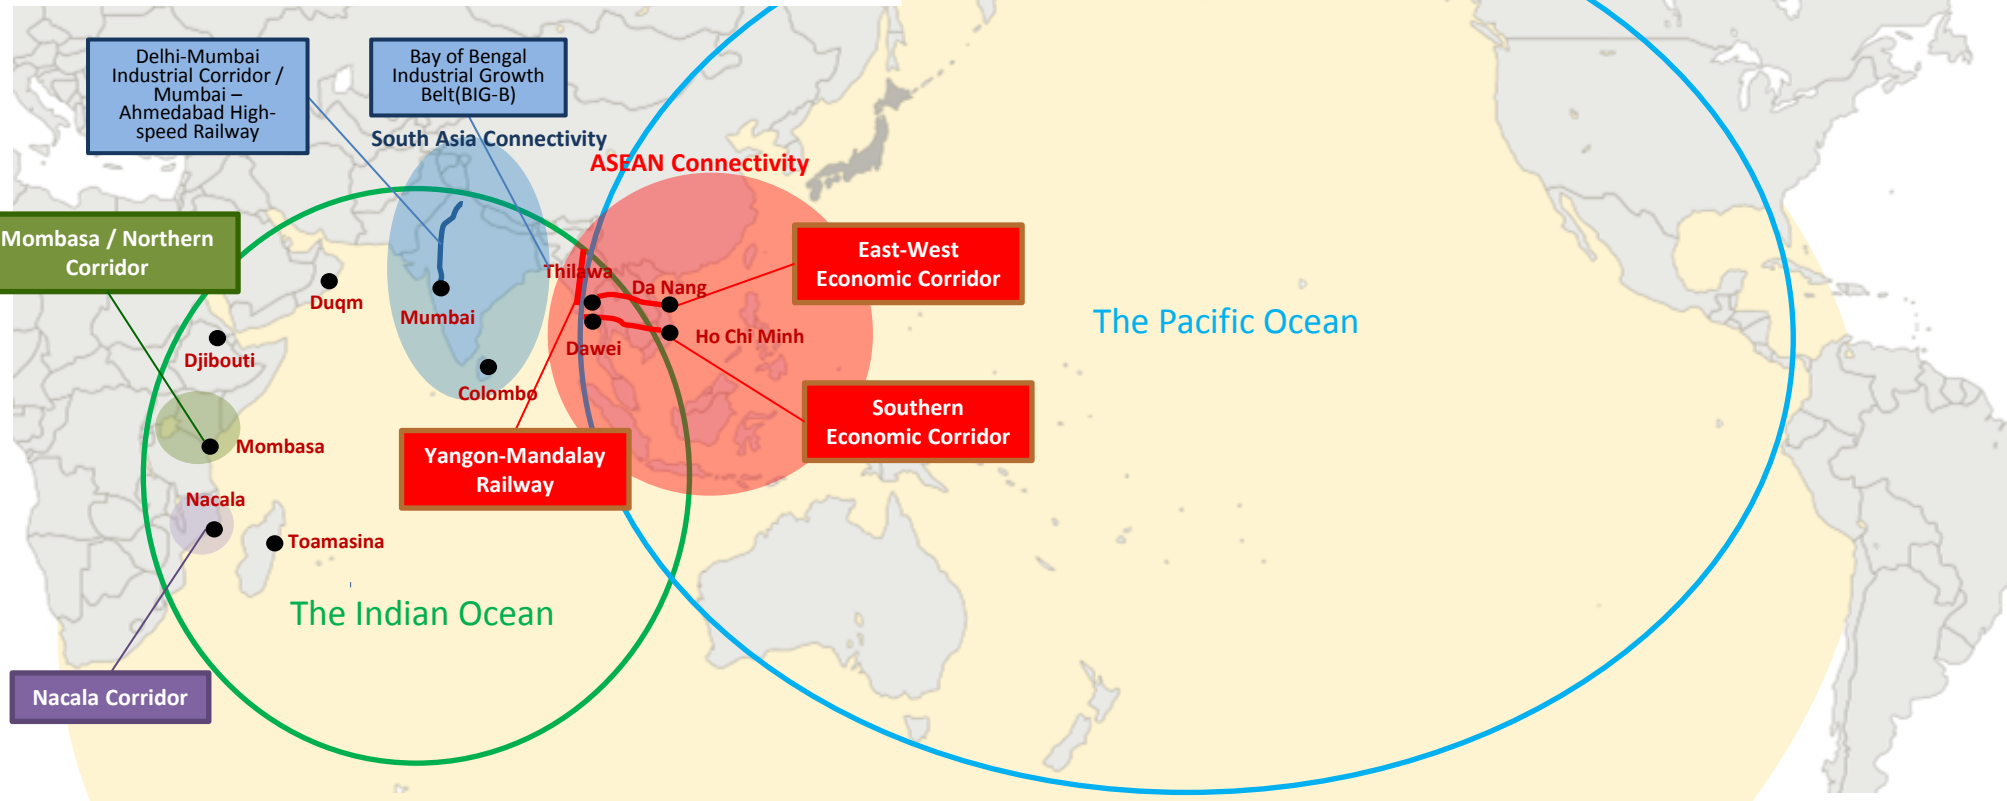 Delhi-Mumbai
Industrial Corridor /
Mumbai –
Ahmedabad High-
speed Railway
Bay of Bengal
Industrial Growth
Belt(BIG-B)
South Asia Connectivity
ASEAN Connectivity
Mombasa / Northern
Corridor
East-West
Economic Corridor
Thilawa
Da Nang
Duqm
Mumbai
Djibouti
Dawei
Ho Chi Minh
The Pacific Ocean
Colombo
Southern
Economic Corridor
Mombasa
Yangon-Mandalay
Railway
Nacala
Toamasina
The Indian Ocean
Nacala Corridor